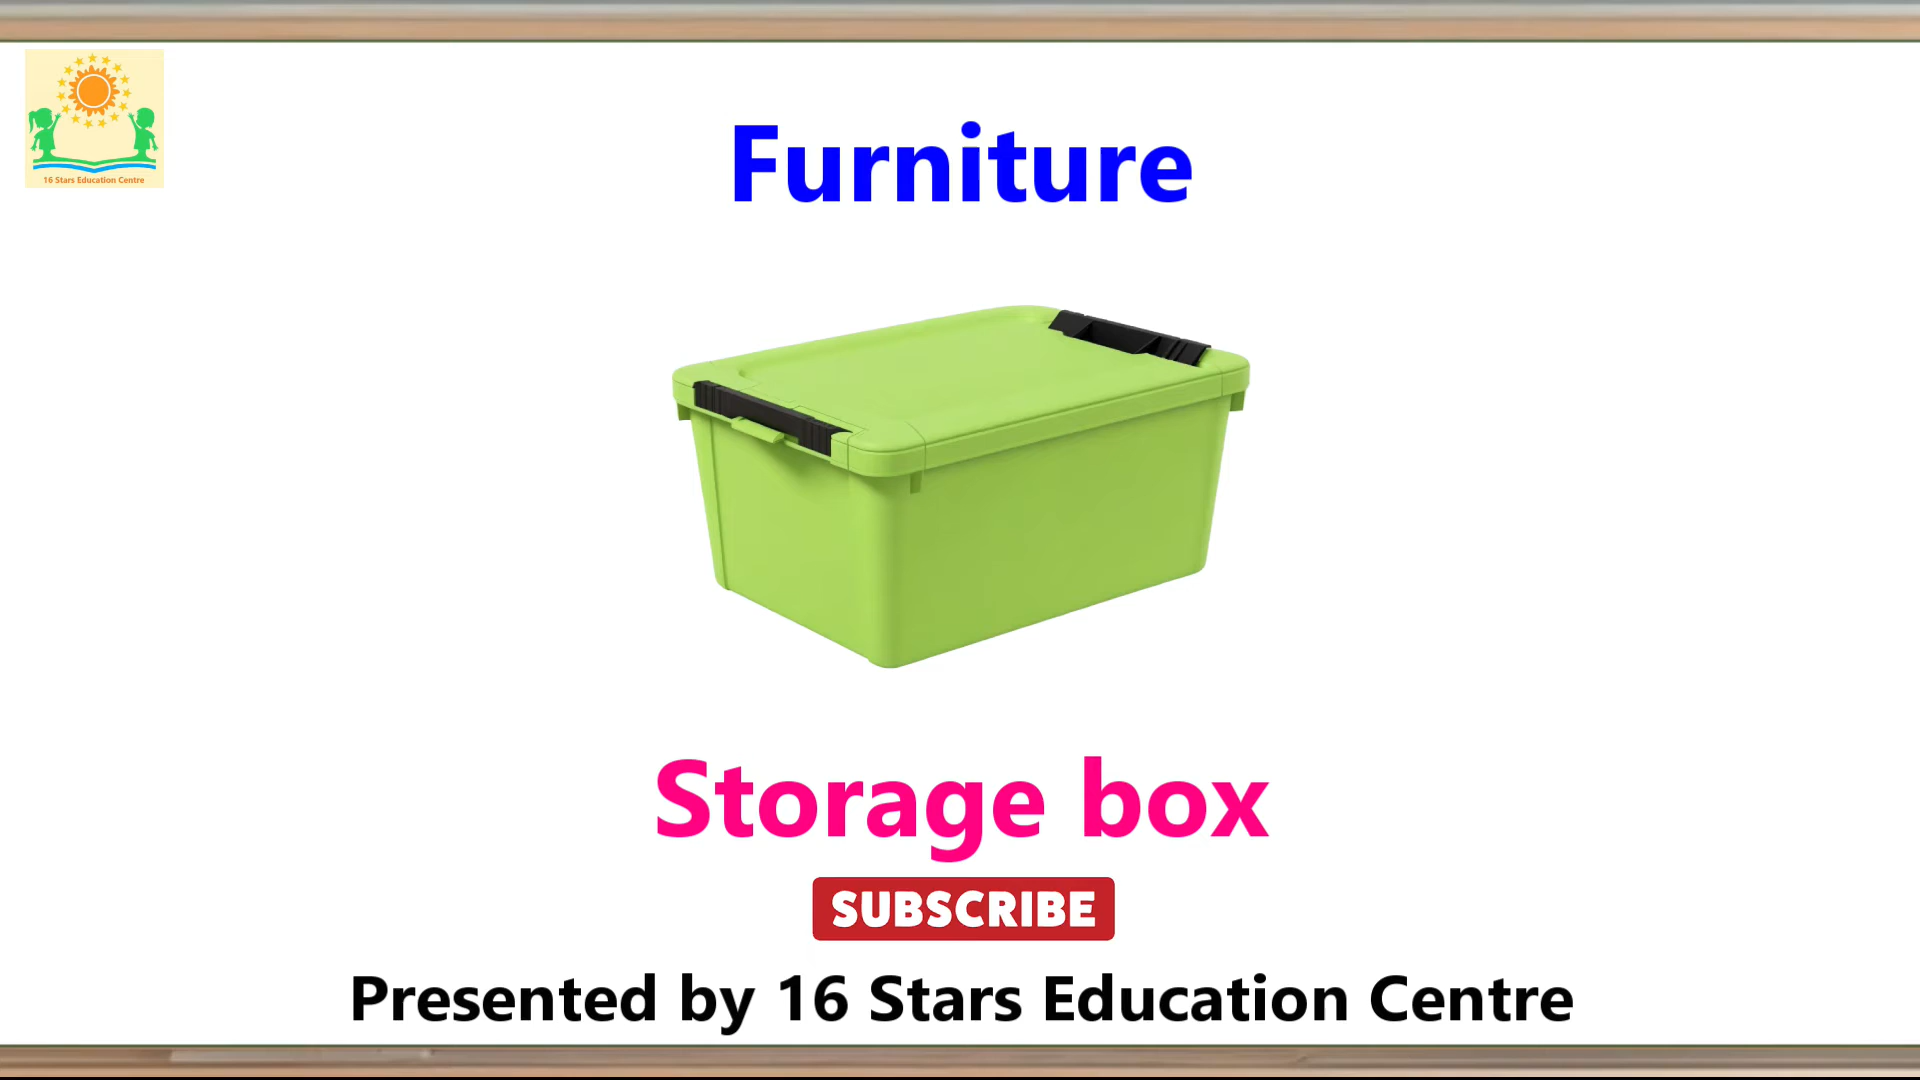 16 Stars Education Centre
Furniture
Storage box
SUBSCRIBE
Presented by 16 Stars Education Centre